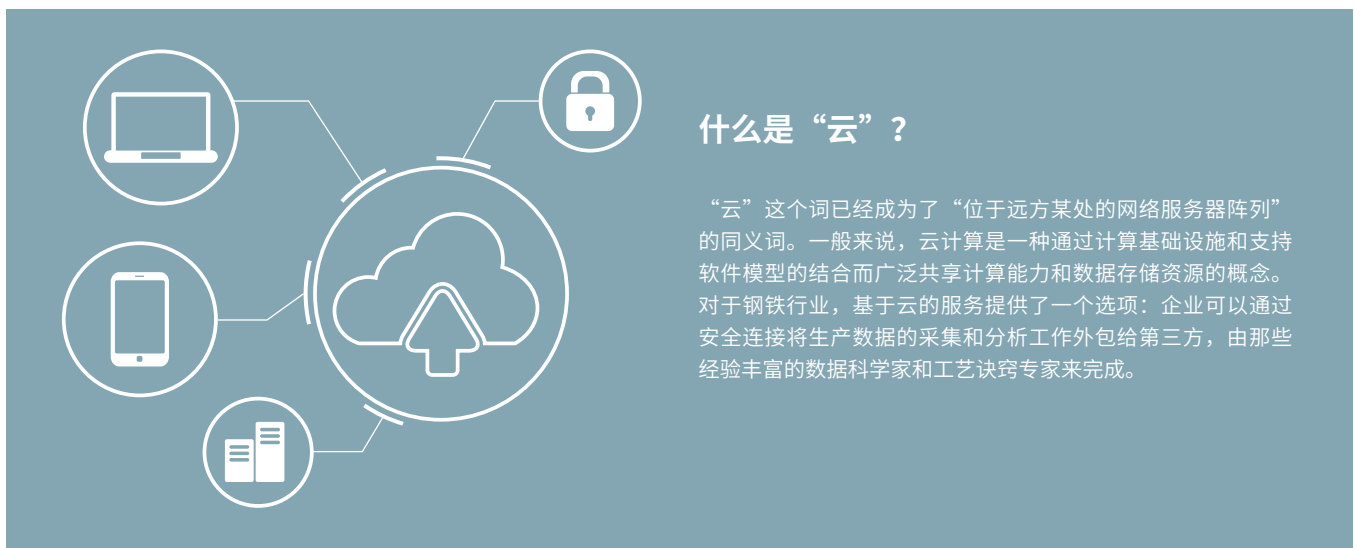 什么是“云”？
“云”这个词已经成为了“位于远方某处的网络服务器阵列”
的同义词。一般来说，云计算是一种通过计算基础设施和支持
软件模型的结合而广泛共享计算能力和数据存储资源的概念。
对于钢铁行业，基于云的服务提供了一个选项：企业可以通过
安全连接将生产数据的采集和分析工作外包给第三方，由那些
经验丰富的数据科学家和工艺诀窍专家来完成。